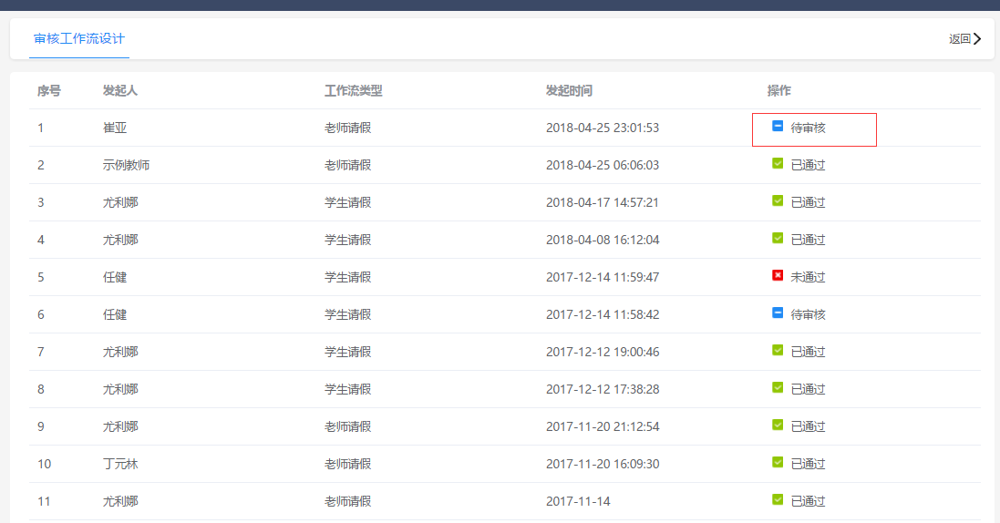 审核工作流设计 返回
序号 发起人 工作流类型 发起时间 操作
1 崔亚 老师请假 2018-04-25 23:01:53 待审核
2 示例教师 老师请假 2018-04-25 06:06:03 已通过
3 尤利娜 学生请假 2018-04-17 14:57:21 已通过
4 尤利娜 学生请假 2018-04-08 16:12:04 已通过
5 任健 学生请假 2017-12-14 11:59:47 未通过
6 任健 学生请假 2017-12-14 11:58:42 待审核
7 尤利娜 学生请假 2017-12-12 19:00:46 已通过
8 尤利娜 学生请假 2017-12-12 17:38:28 已通过
9 尤利娜 老师请假 2017-11-20 21:12:54 已通过
10 丁元林 老师请假 2017-11-20 16:09:30 已通过
11 尤利娜 老师请假 2017-11-14 已通过